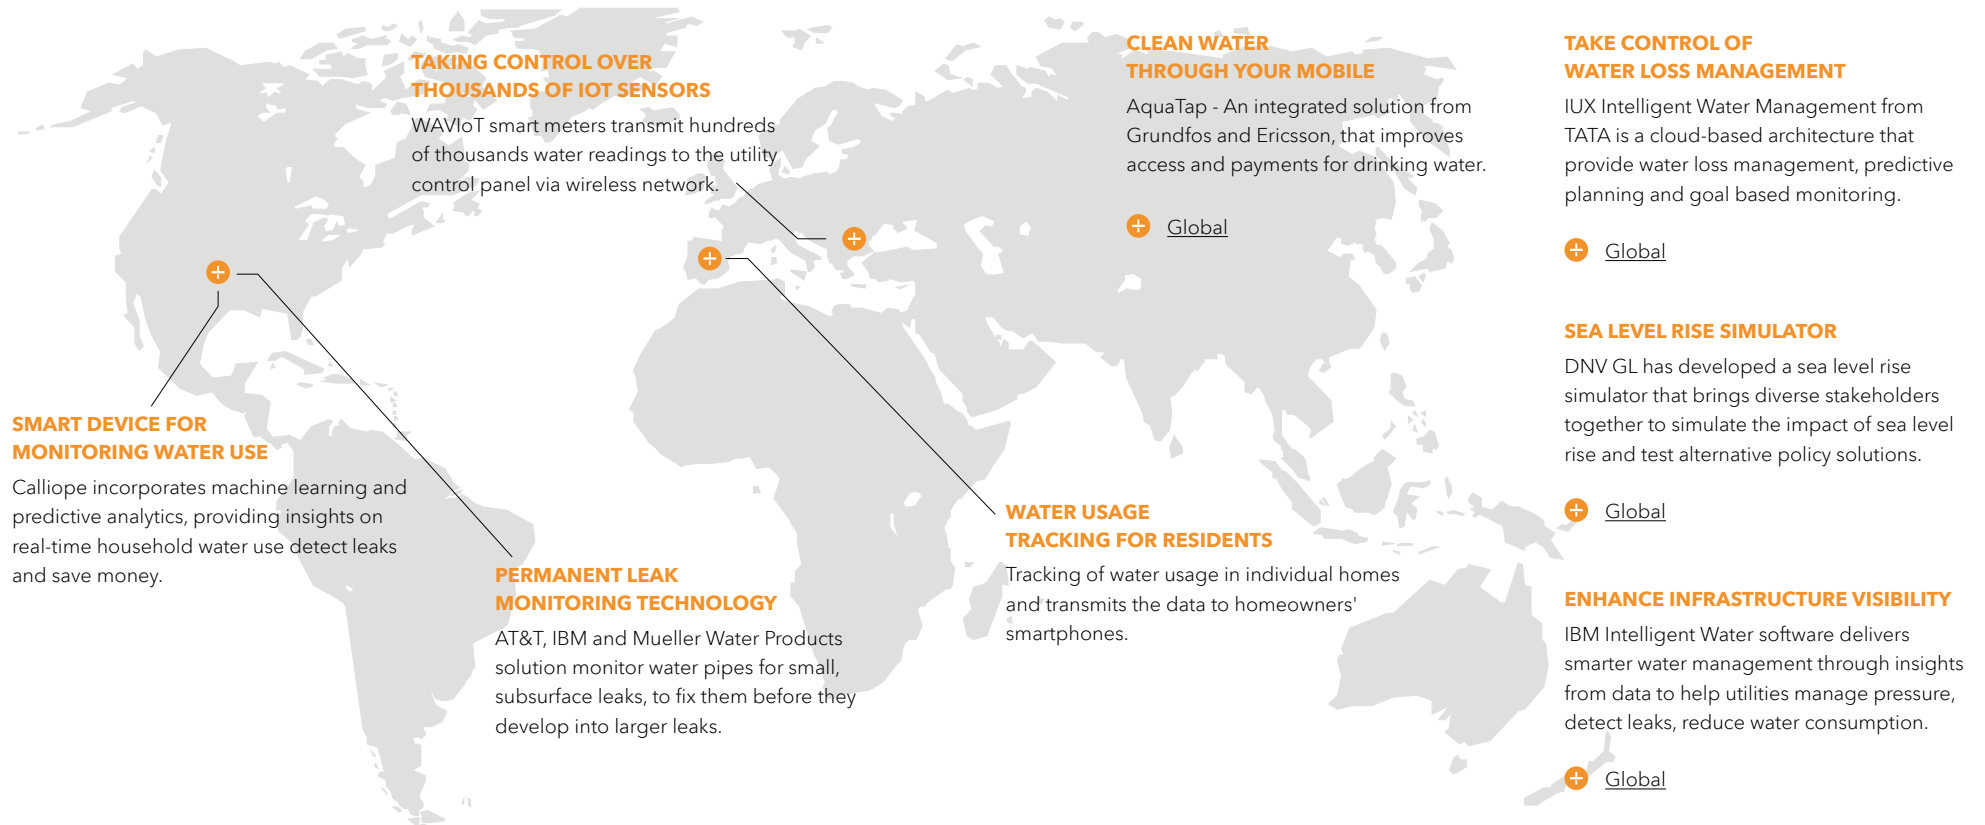 TAKING CONTROL OVER
THOUSANDS OF IOT SENSORS
WAVIoT smart meters transmit hundreds
of thousands water readings to the utility
control panel via wireless network.
CLEAN WATER
THROUGH YOUR MOBILE
AquaTap - An integrated solution from
Grundfos and Ericsson, that improves
access and payments for drinking water.
Global
TAKE CONTROL OF
WATER LOSS MANAGEMENT
IUX Intelligent Water Management from
TATA is a cloud-based architecture that
provide water loss management, predictive
planning and goal based monitoring.
Global
SEA LEVEL RISE SIMULATOR
DNV GL has developed a sea level rise
simulator that brings diverse stakeholders
together to simulate the impact of sea level
rise and test alternative policy solutions.
Global
SMART DEVICE FOR
MONITORING WATER USE
Calliope incorporates machine learning and
predictive analytics, providing insights on
real-time household water use detect leaks
and save money.
PERMANENT LEAK
MONITORING TECHNOLOGY
AT&T, IBM and Mueller Water Products
solution monitor water pipes for small,
subsurface leaks, to fix them before they
develop into larger leaks.
WATER USAGE
TRACKING FOR RESIDENTS
Tracking of water usage in individual homes
and transmits the data to homeowners'
smartphones.
ENHANCE INFRASTRUCTURE VISIBILITY
IBM Intelligent Water software delivers
smarter water management through insights
from data to help utilities manage pressure,
detect leaks, reduce water consumption.
Global